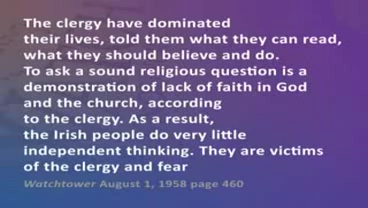 The clergy have dominated
their lives, told them what they can read,
what they should believe and do.
To ask a sound religious question is a
demonstration of lack of faith in God
and the church, according
to the clergy. As a result,
the Irish people do very little
independent thinking. They are victims
of the clergy and fear
Watchtower August 1, 1958 page 460